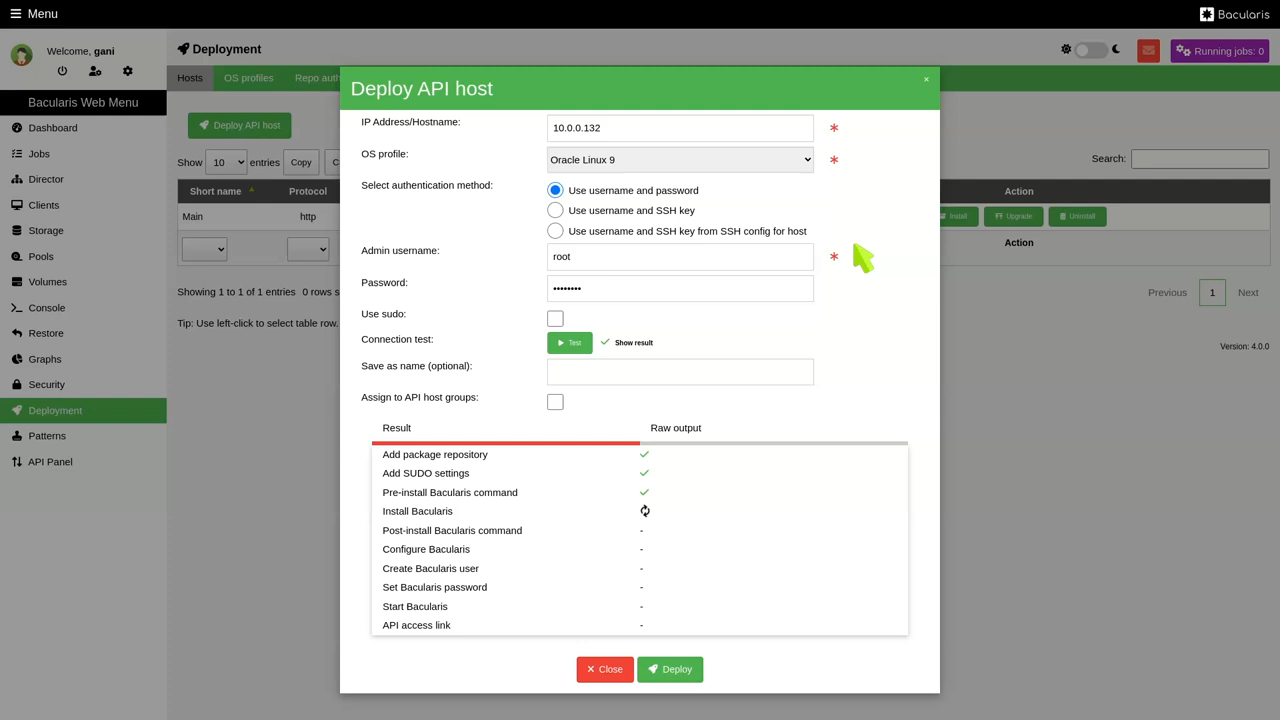 Menu
Bacularis
Welcome, gani
Bacularis Web Menu
Dashboard
Jobs
Director
Clients
Storage
Pools
Volumes
Console
Restore
Graphs
Security
Deployment
Patterns
API Panel
Deployment
Running jobs: 0
Hosts OS profiles Repo auth
Deploy API host
Show 10 entries Copy
Search:
Short name Protocol Action
Main http Install Upgrade Uninstall
Action
Showing 1 to 1 of 1 entries 0 rows s
Previous 1 Next
Tip: Use left-click to select table row.
Version: 4.0.0
Deploy API host
×
IP Address/Hostname: 10.0.0.132 *
OS profile: Oracle Linux 9 *
Select authentication method: Use username and password
Use username and SSH key
Use username and SSH key from SSH config for host
Admin username: root *
Password: ••••••••
Use sudo:
Connection test: Test Show result
Save as name (optional):
Assign to API host groups:
Result Raw output
Add package repository
Add SUDO settings
Pre-install Bacularis command
Install Bacularis
Post-install Bacularis command -
Configure Bacularis -
Create Bacularis user -
Set Bacularis password -
Start Bacularis -
API access link -
Close Deploy